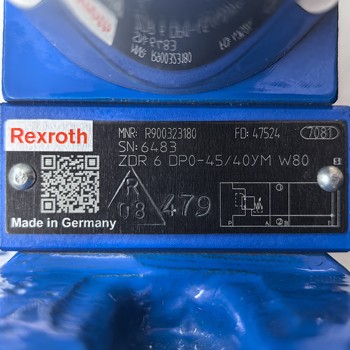 R900353180
Rexroth
MNR: R900323180 FD: 47524 7081
SN: 6483
ZDR 6 DP0-45/40YM W80
R
08
479
Made in Germany
P A B T